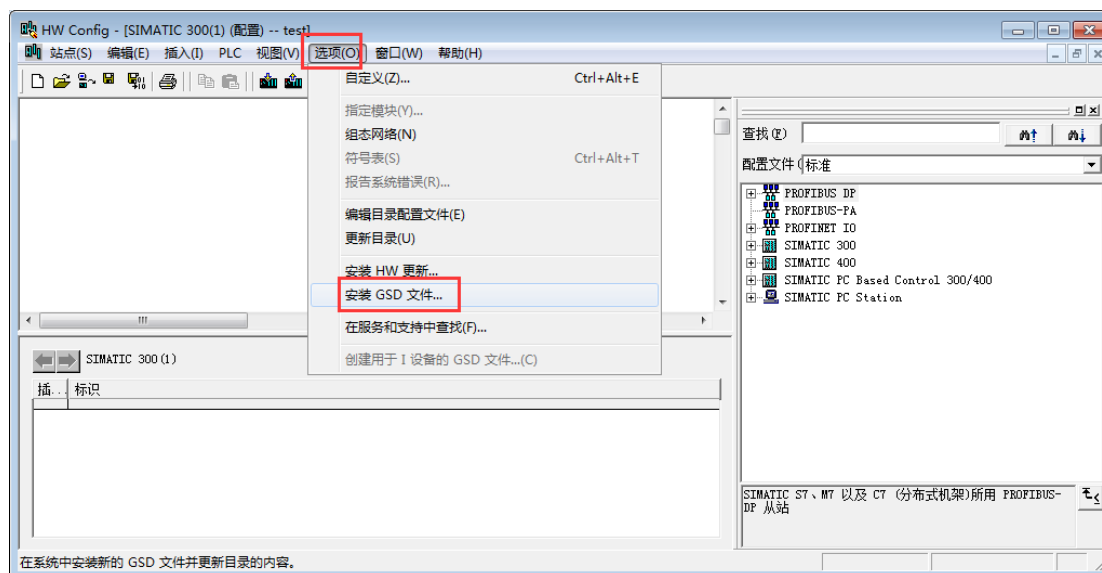 HW Config - [SIMATIC 300(1) (配置) -- test]
站点(S) 编辑(E) 插入(I) PLC 视图(V) 选项(O) 窗口(W) 帮助(H)
自定义(Z)... Ctrl+Alt+E
指定模块(Y)...
组态网络(N)
符号表(S) Ctrl+Alt+T
报告系统错误(R)...
编辑目录配置文件(E)
更新目录(U)
安装 HW 更新...
安装 GSD 文件...
在服务和支持中查找(F)...
创建用于 I 设备的 GSD 文件...(C)
查找(F)
配置文件( 标准
PROFIBUS DP
PROFIBUS-PA
PROFINET IO
SIMATIC 300
SIMATIC 400
SIMATIC PC Based Control 300/400
SIMATIC PC Station
SIMATIC 300(1)
插... 标识
SIMATIC S7、M7 以及 C7 (分布式机架)所用 PROFIBUS-
DP 从站
在系统中安装新的 GSD 文件并更新目录的内容。